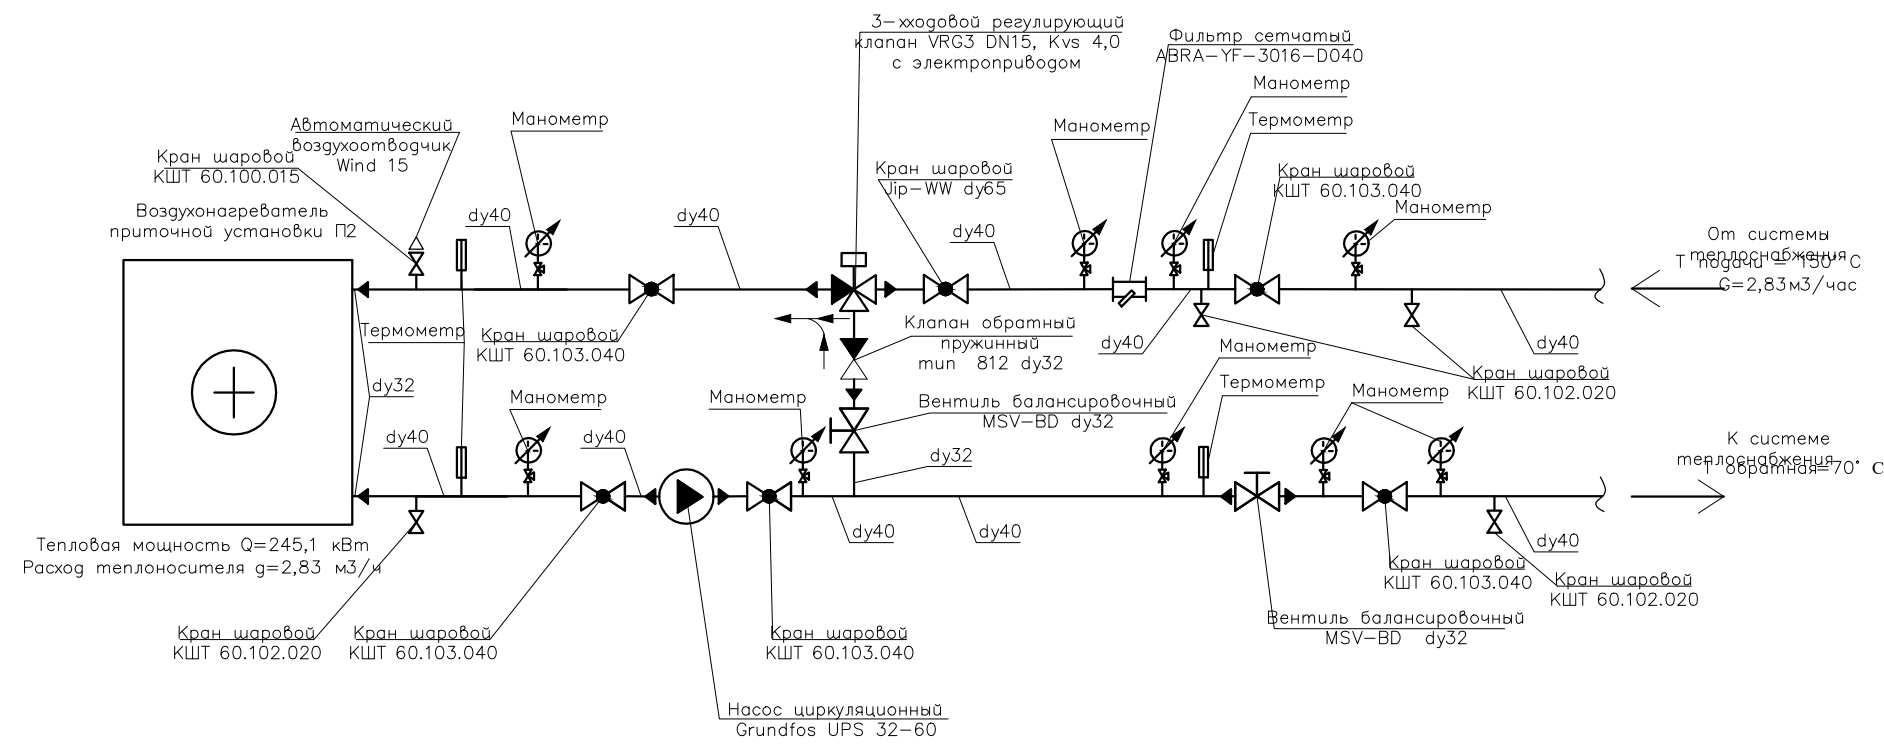 3-хходовой регулирующий
клапан VRG3 DN15, Kvs 4,0
с электроприводом
Фильтр сетчатый
ABRA-YF-3016-D040
Манометр
Термометр
Манометр
Кран шаровой
КШТ 60.103.040
Манометр
Автоматический
воздухоотводчик
Wind 15
Манометр
Кран шаровой
КШТ 60.100.015
Кран шаровой
Jip-WW dy65
Воздухонагреватель
приточной установки П2
dy40
dy40
dy40
От системы
теплоснабжения
Т подачи = 150° С
G=2,83м3/час
Термометр
Кран шаровой
КШТ 60.103.040
Клапан обратный
пружинный
тип 812 dy32
dy40
dy40
Манометр
Термометр
Кран шаровой
КШТ 60.102.020
Манометр
dy32
Манометр
Манометр
Вентиль балансировочный
MSV-BD dy32
dy40
dy40
dy32
К системе
теплоснабжения
Т обратная=70° С
dy40
dy40
dy40
Тепловая мощность Q=245,1 кВт
Расход теплоносителя g=2,83 м3/ч
Кран шаровой
КШТ 60.103.040
Кран шаровой
КШТ 60.102.020
Вентиль балансировочный
MSV-BD dy32
Кран шаровой
КШТ 60.102.020
Кран шаровой
КШТ 60.103.040
Кран шаровой
КШТ 60.103.040
Насос циркуляционный
Grundfos UPS 32-60